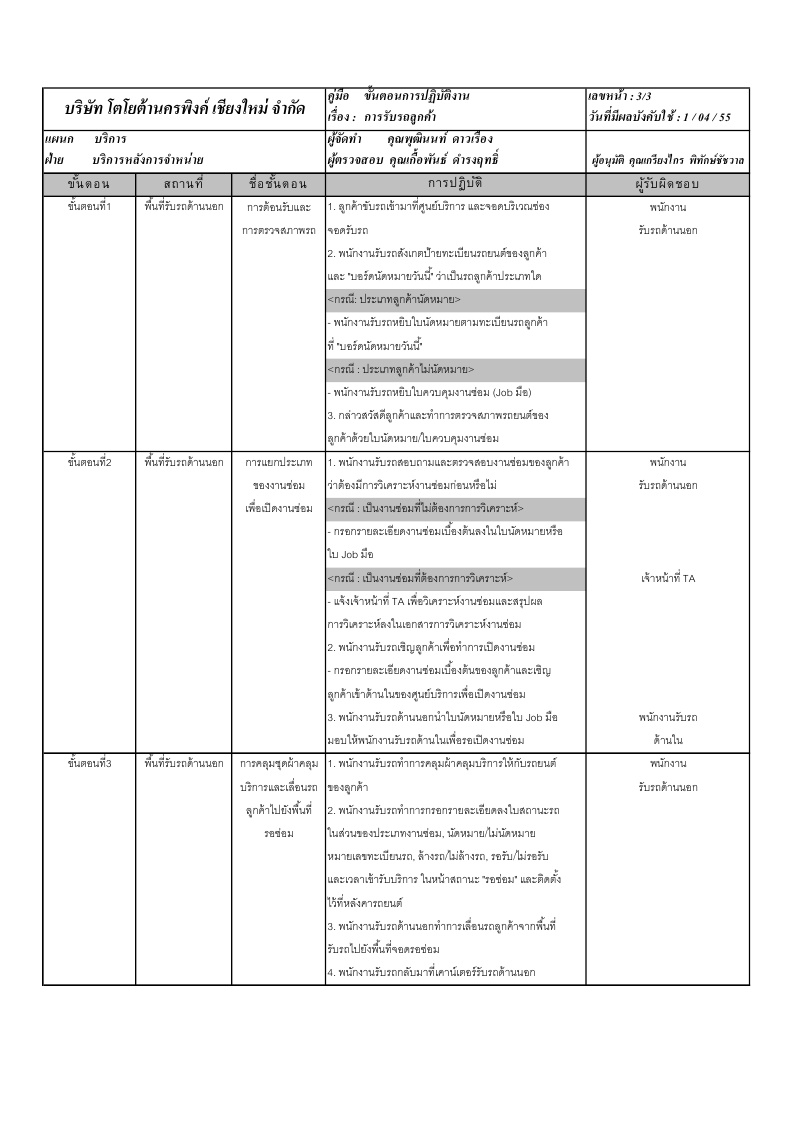 บริษัท โตโยต้านครพิงค์ เชียงใหม่ จำกัด
คู่มือ ขั้นตอนการปฏิบัติงาน
เรื่อง : การรับรถลูกค้า
เลขหน้า : 3/3
วันที่มีผลบังคับใช้ : 1 / 04 / 55
แผนก บริการ
ฝ่าย บริการหลังการจำหน่าย
ผู้จัดทำ คุณพุฒินนท์ ดาวเรือง
ผู้ตรวจสอบ คุณเกื้อพันธ์ ดำรงฤทธิ์
ผู้อนุมัติ คุณเกรียงไกร พิทักษ์ชัชวาล
ขั้นตอน สถานที่ ชื่อขั้นตอน การปฏิบัติ ผู้รับผิดชอบ
ขั้นตอนที่1 พื้นที่รับรถด้านนอก การต้อนรับและ 1. ลูกค้าขับรถเข้ามาที่ศูนย์บริการ และจอดบริเวณช่อง พนักงาน
การตรวจสภาพรถ จอดรับรถ รับรถด้านนอก
2. พนักงานรับรถสังเกตป้ายทะเบียนรถยนต์ของลูกค้า
และ "บอร์ดนัดหมายวันนี้" ว่าเป็นรถลูกค้าประเภทใด
<กรณี: ประเภทลูกค้านัดหมาย>
- พนักงานรับรถหยิบใบนัดหมายตามทะเบียนรถลูกค้า
ที่ "บอร์ดนัดหมายวันนี้"
<กรณี : ประเภทลูกค้าไม่นัดหมาย>
- พนักงานรับรถหยิบใบควบคุมงานซ่อม (Job มือ)
3. กล่าวสวัสดีลูกค้าและทำการตรวจสภาพรถยนต์ของ
ลูกค้าด้วยใบนัดหมาย/ใบควบคุมงานซ่อม
ขั้นตอนที่2 พื้นที่รับรถด้านนอก การแยกประเภท 1. พนักงานรับรถสอบถามและตรวจสอบงานซ่อมของลูกค้า พนักงาน
ของงานซ่อม ว่าต้องมีการวิเคราะห์งานซ่อมก่อนหรือไม่ รับรถด้านนอก
เพื่อเปิดงานซ่อม <กรณี : เป็นงานซ่อมที่ไม่ต้องการการวิเคราะห์>
- กรอกรายละเอียดงานซ่อมเบื้องต้นลงในใบนัดหมายหรือ
ใบ Job มือ
<กรณี : เป็นงานซ่อมที่ต้องการการวิเคราะห์> เจ้าหน้าที่ TA
- แจ้งเจ้าหน้าที่ TA เพื่อวิเคราะห์งานซ่อมและสรุปผล
การวิเคราะห์ลงในเอกสารการวิเคราะห์งานซ่อม
2. พนักงานรับรถเชิญลูกค้าเพื่อทำการเปิดงานซ่อม
- กรอกรายละเอียดงานซ่อมเบื้องต้นของลูกค้าและเชิญ
ลูกค้าเข้าด้านในของศูนย์บริการเพื่อเปิดงานซ่อม
3. พนักงานรับรถด้านนอกนำใบนัดหมายหรือใบ Job มือ พนักงานรับรถ
มอบให้พนักงานรับรถด้านในเพื่อรอเปิดงานซ่อม ด้านใน
ขั้นตอนที่3 พื้นที่รับรถด้านนอก การคลุมชุดผ้าคลุม 1. พนักงานรับรถทำการคลุมผ้าคลุมบริการให้กับรถยนต์ พนักงาน
บริการและเลื่อนรถ ของลูกค้า รับรถด้านนอก
ลูกค้าไปยังพื้นที่ 2. พนักงานรับรถทำการกรอกรายละเอียดลงใบสถานะรถ
รอซ่อม ในส่วนของประเภทงานซ่อม, นัดหมาย/ไม่นัดหมาย
หมายเลขทะเบียนรถ, ล้างรถ/ไม่ล้างรถ, รอรับ/ไม่รอรับ
และเวลาเข้ารับบริการ ในหน้าสถานะ "รอซ่อม" และติดตั้ง
ไว้ที่หลังคารถยนต์
3. พนักงานรับรถด้านนอกทำการเลื่อนรถลูกค้าจากพื้นที่
รับรถไปยังพื้นที่จอดรอซ่อม
4. พนักงานรับรถกลับมาที่เคาน์เตอร์รับรถด้านนอก